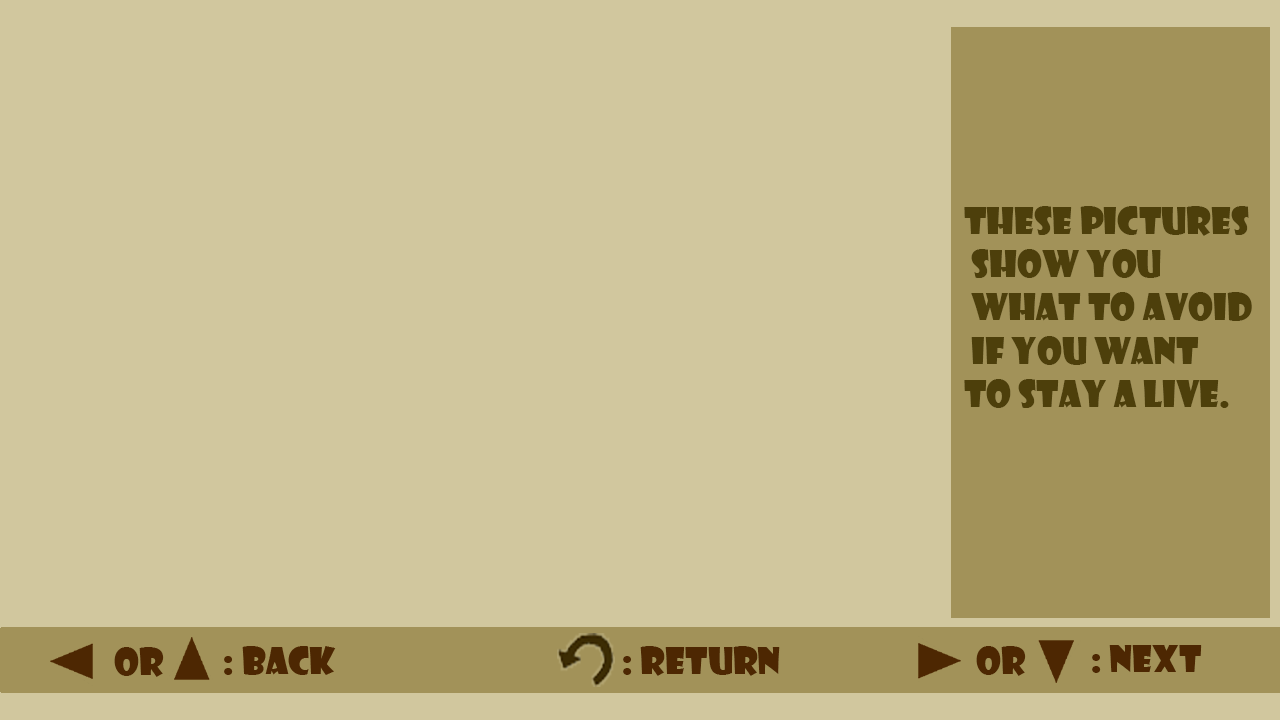 THESE PICTURES
SHOW YOU
WHAT TO AVOID
IF YOU WANT
TO STAY A LIVE.
OR : BACK
: RETURN
OR : NEXT